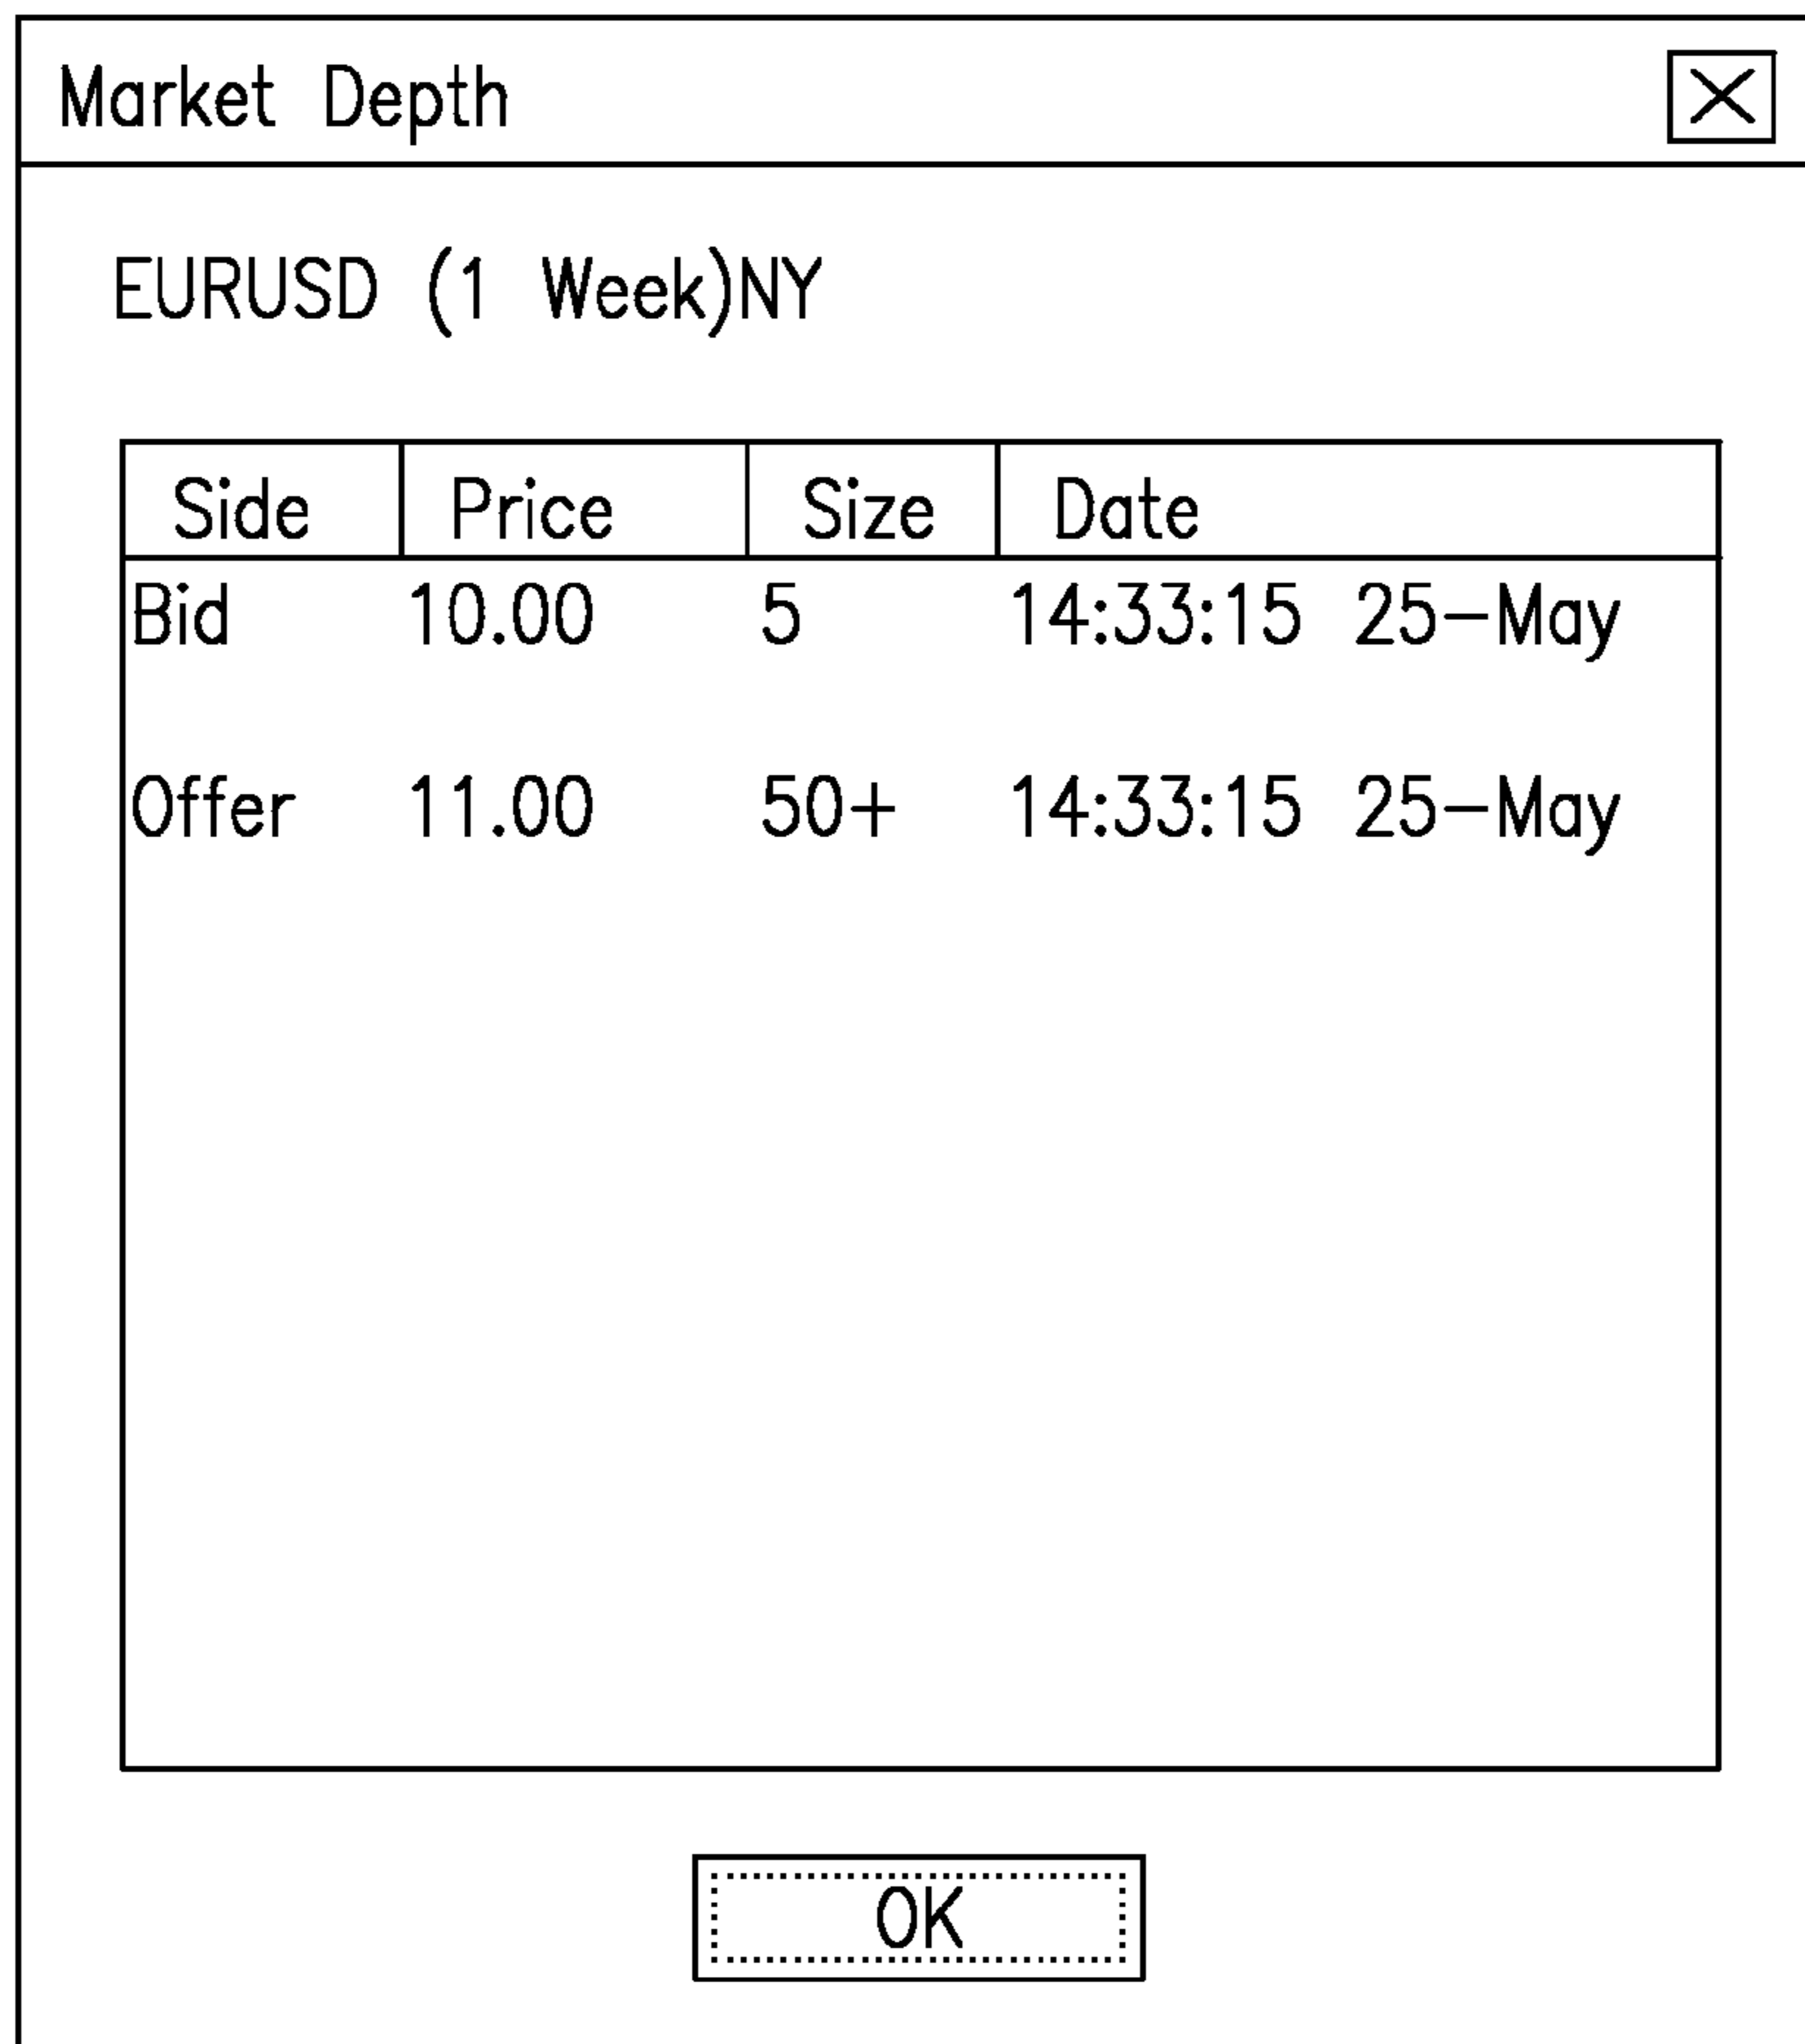 Market Depth
EURUSD (1 Week)NY
Side Price Size Date
Bid 10.00 5 14:33:15 25-May
Offer 11.00 50+ 14:33:15 25-May
OK